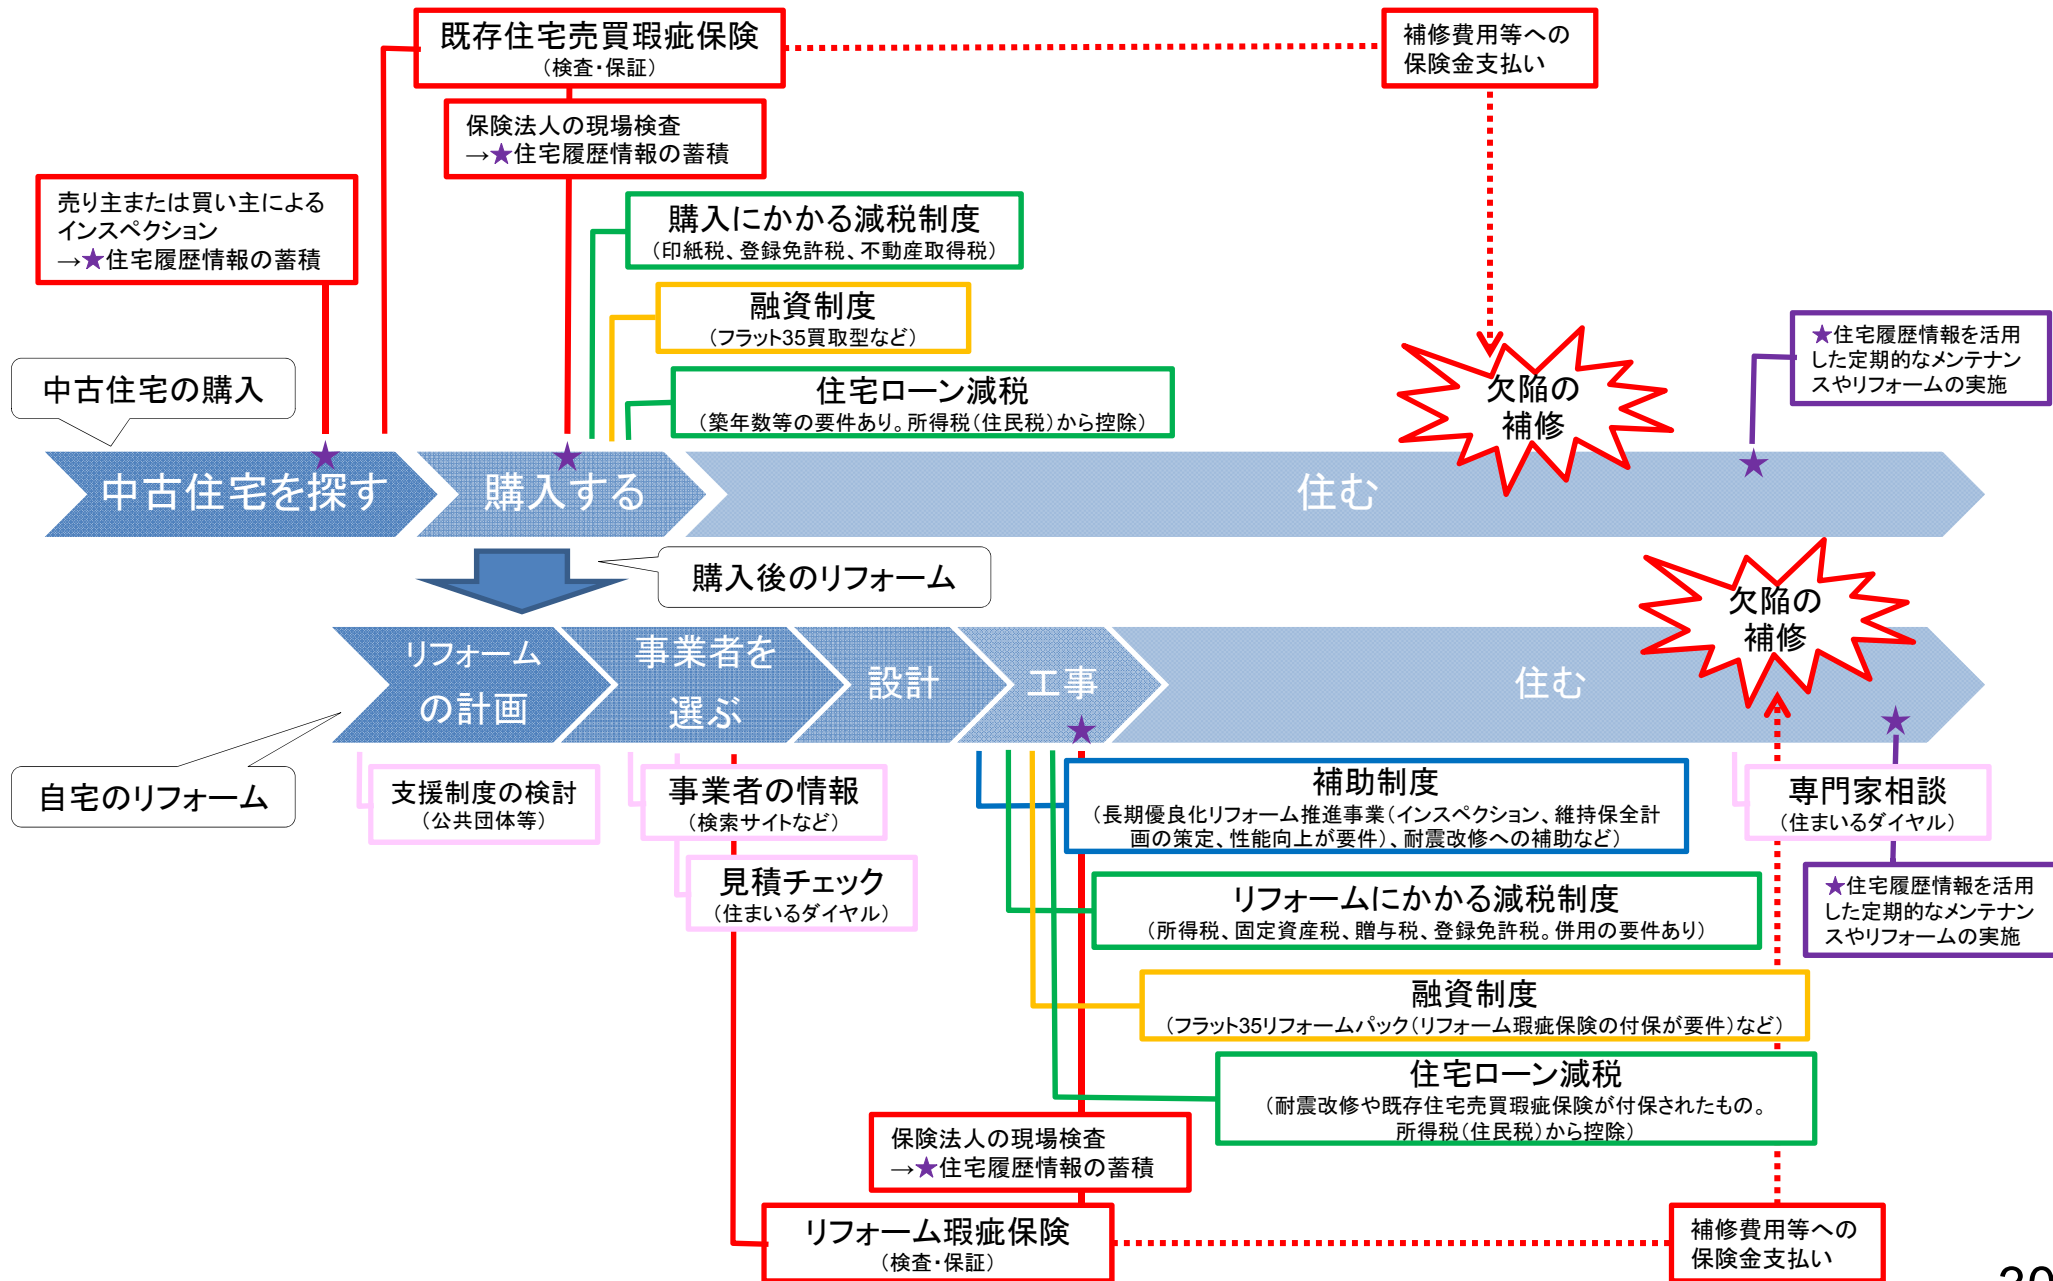 既存住宅売買瑕疵保険
（検査・保証）
補修費用等への
保険金支払い
保険法人の現場検査
→★住宅履歴情報の蓄積
売り主または買い主による
インスペクション
→★住宅履歴情報の蓄積
購入にかかる減税制度
（印紙税、登録免許税、不動産取得税）
融資制度
（フラット35買取型など）
住宅ローン減税
（築年数等の要件あり。所得税（住民税）から控除）
欠陥の
補修
★住宅履歴情報を活用
した定期的なメンテナン
スやリフォームの実施
中古住宅の購入
中古住宅を探す
購入する
住む
購入後のリフォーム
欠陥の
補修
リフォーム
の計画
事業者を
選ぶ
設計
工事
住む
自宅のリフォーム
支援制度の検討
（公共団体等）
事業者の情報
（検索サイトなど）
見積チェック
（住まいるダイヤル）
補助制度
（長期優良化リフォーム推進事業（インスペクション、維持保全計
画の策定、性能向上が要件）、耐震改修への補助など）
専門家相談
（住まいるダイヤル）
リフォームにかかる減税制度
（所得税、固定資産税、贈与税、登録免許税。併用の要件あり）
★住宅履歴情報を活用
した定期的なメンテナン
スやリフォームの実施
融資制度
（フラット35リフォームパック（リフォーム瑕疵保険の付保が要件）など）
住宅ローン減税
（耐震改修や既存住宅売買瑕疵保険が付保されたもの。
所得税（住民税）から控除）
保険法人の現場検査
→★住宅履歴情報の蓄積
リフォーム瑕疵保険
（検査・保証）
補修費用等への
保険金支払い